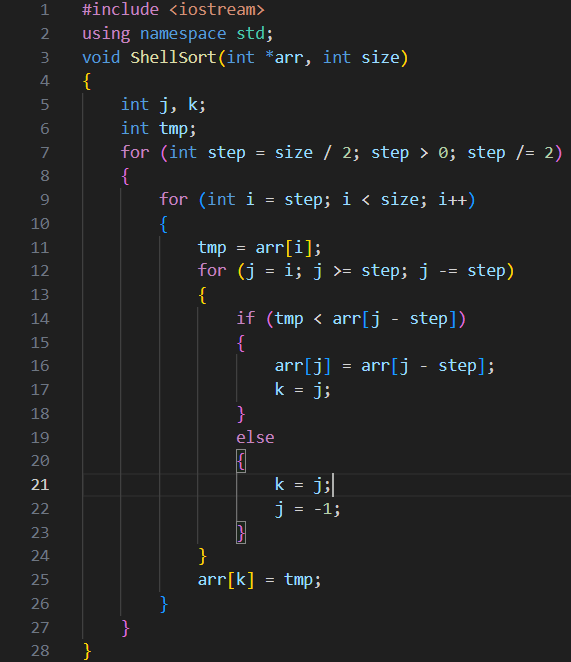 1 #include <iostream>
2 using namespace std;
3 void ShellSort(int *arr, int size)
4 {
5     int j, k;
6     int tmp;
7     for (int step = size / 2; step > 0; step /= 2)
8     {
9         for (int i = step; i < size; i++)
10         {
11             tmp = arr[i];
12             for (j = i; j >= step; j -= step)
13             {
14                 if (tmp < arr[j - step])
15                 {
16                     arr[j] = arr[j - step];
17                     k = j;
18                 }
19                 else
20                 {
21                     k = j;
22                     j = -1;
23                 }
24             }
25             arr[k] = tmp;
26         }
27     }
28 }